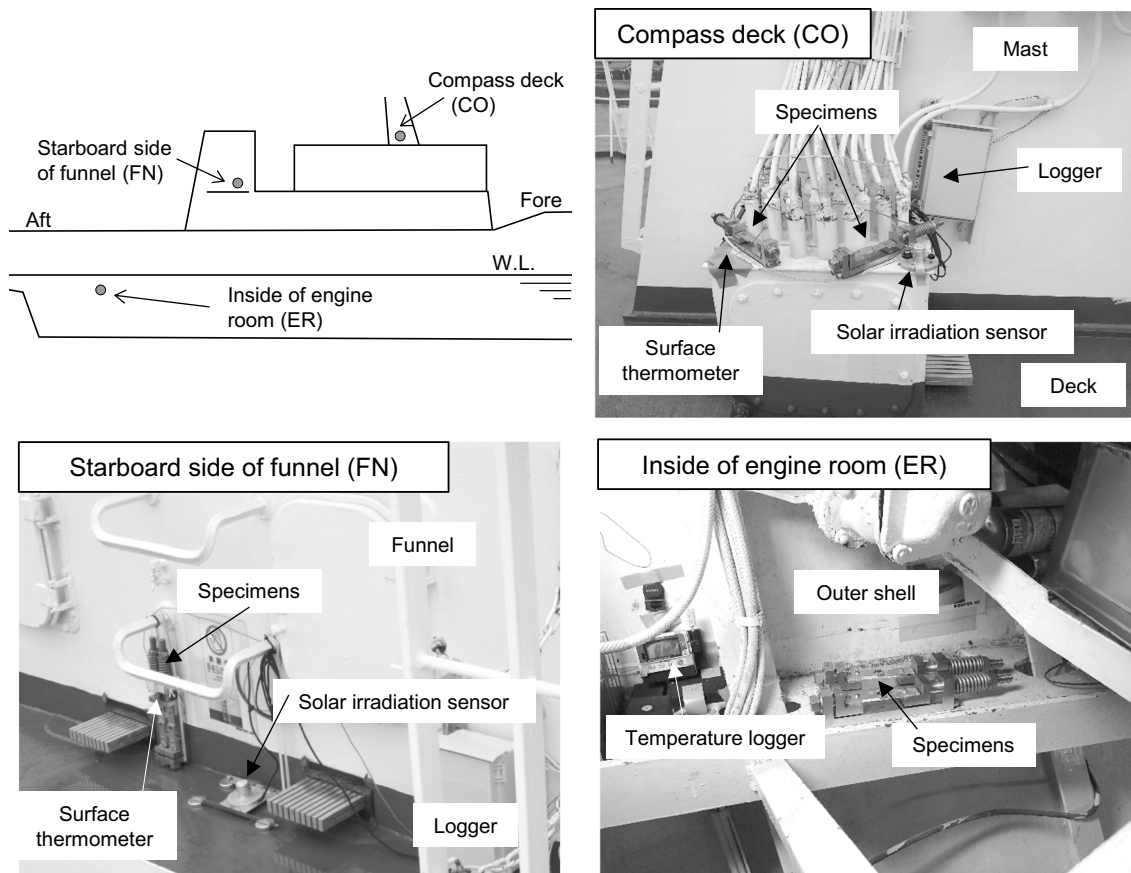 Compass deck
(CO)
Starboard side
of funnel (FN)
Aft
Fore
W.L.
Inside of engine
room (ER)
Compass deck (CO)
Mast
Specimens
Logger
Surface
thermometer
Solar irradiation sensor
Deck
Starboard side of funnel (FN)
Funnel
Specimens
Solar irradiation sensor
Surface
thermometer
Logger
Inside of engine room (ER)
Outer shell
Temperature logger
Specimens